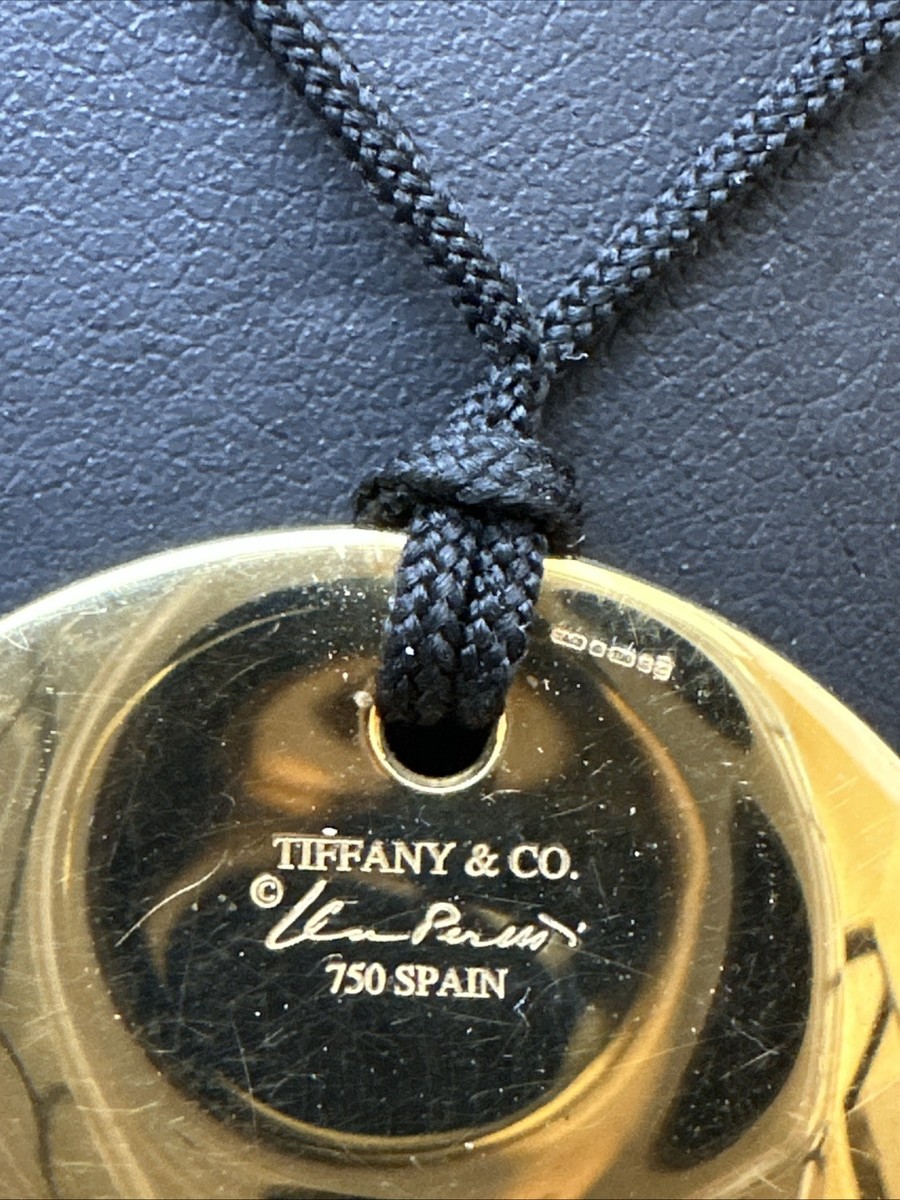 TIFFANY & CO.
© Elsa Peretti
750 SPAIN